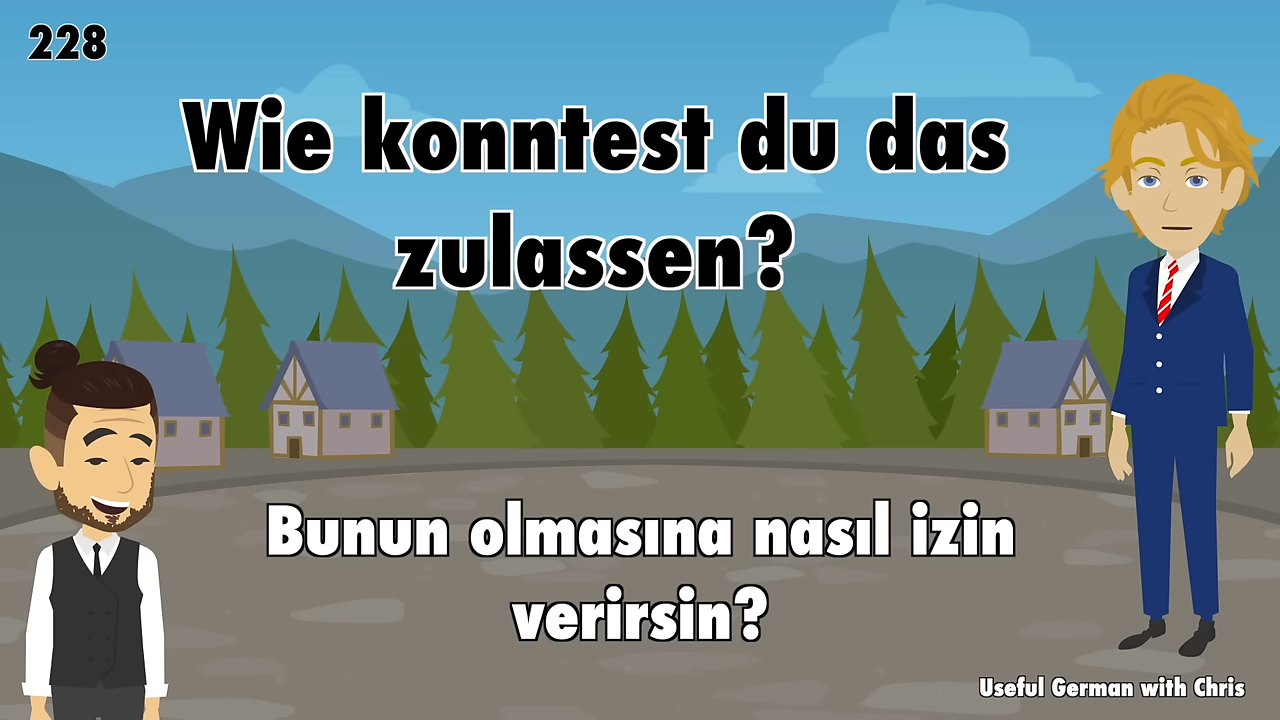 228
Wie konntest du das
zulassen?
Bunun olmasına nasıl izin
verirsin?
Useful German with Chris